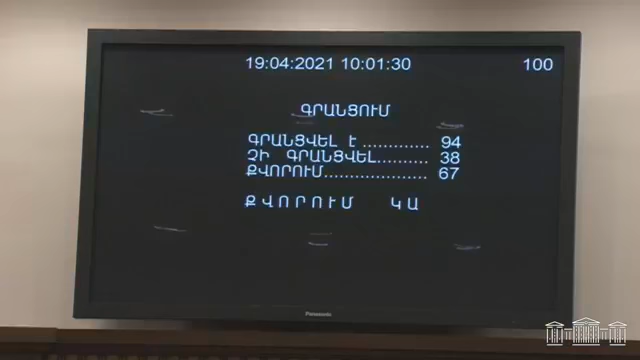 19:04:2021 10:01:30 100
ԳՐԱՆՑՈՒՄ
ԳՐԱՆՑՎԵԼ Է ............. 94
ՉԻ ԳՐԱՆՑՎԵԼ.......... 38
ՔՎՈՐՈՒՄ.................... 67
ՔՎՈՐՈՒՄ ԿԱ
Panasonic